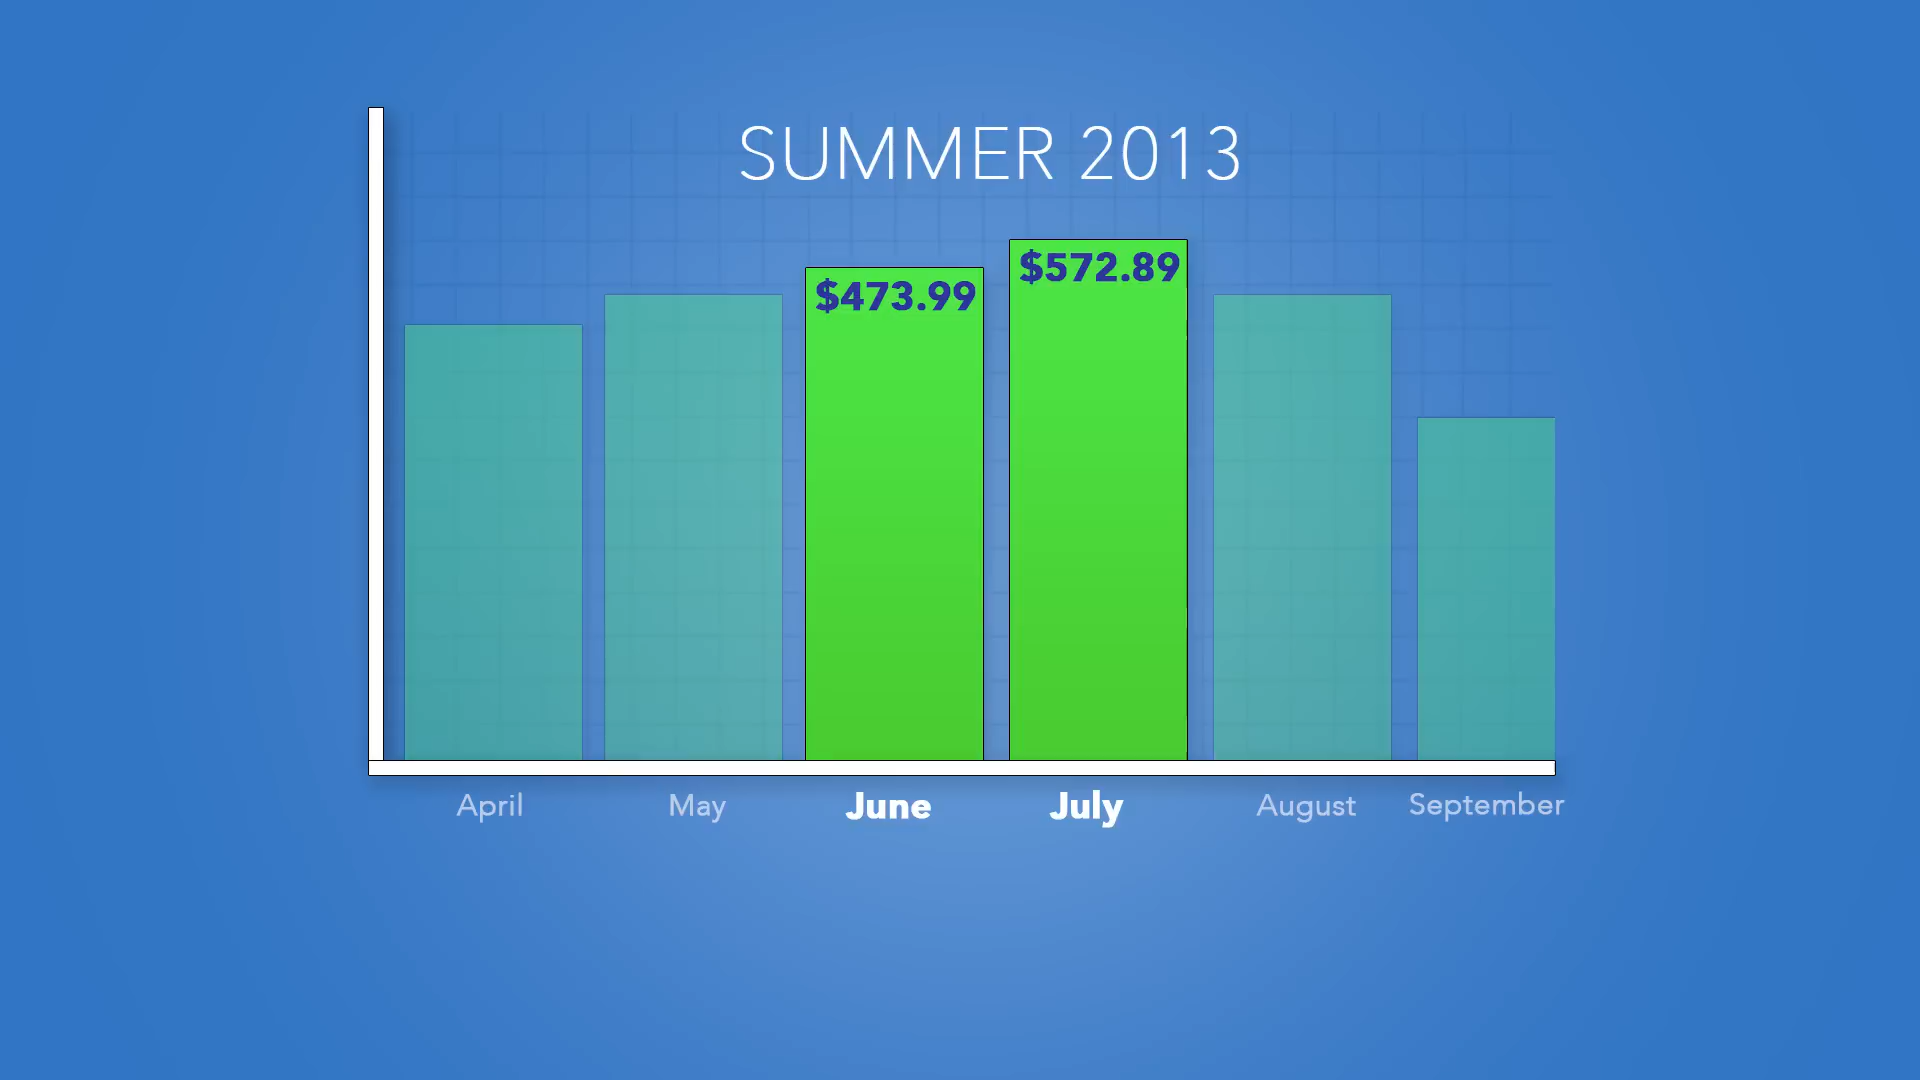 SUMMER 2013
$473.99
$572.89
April
May
June
July
August
September